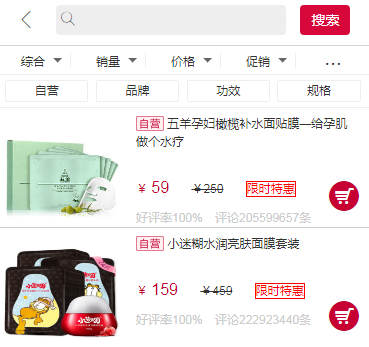 搜索
综合 销量 价格 促销 ...
自营 品牌 功效 规格
自营 五羊孕妇橄榄补水面贴膜—给孕肌
做个水疗
¥ 59 ¥ 250 限时特惠
好评率100% 评论205599657条
自营 小迷糊水润亮肤面膜套装
¥ 159 ¥ 459 限时特惠
好评率100% 评论222923440条